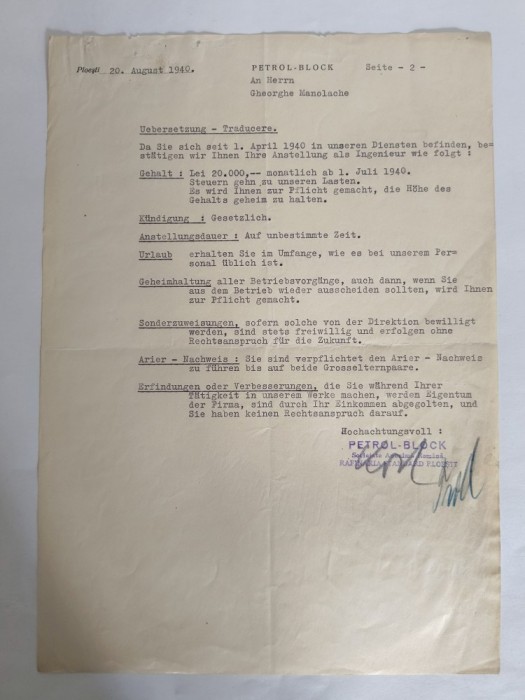 Ploești 20. August 1940. PETROL-BLOCK Seite - 2 -
An Herrn
Gheorghe Manolache
Uebersetzung - Traducere.
Da Sie sich seit 1. April 1940 in unseren Diensten befinden, be=
stätigen wir Ihnen Ihre Anstellung als Ingenieur wie folgt :
Gehalt : Lei 20.000,-- monatlich ab 1. Juli 1940.
Steuern gehn zu unseren Lasten.
Es wird Ihnen zur Pflicht gemacht, die Höhe des
Gehalts geheim zu halten.
Kündigung : Gesetzlich.
Anstellungsdauer : Auf unbestimmte Zeit.
Urlaub erhalten Sie im Umfange, wie es bei unserem Per=
sonal üblich ist.
Geheimhaltung aller Betriebsvorgänge, auch dann, wenn Sie
aus dem Betrieb wieder ausscheiden sollten, wird Ihnen
zur Pflicht gemacht.
Sonderzuweisungen, sofern solche von der Direktion bewilligt
werden, sind stets freiwillig und erfolgen ohne
Rechtsanspruch für die Zukunft.
Arier - Nachweis : Sie sind verpflichtet den Arier - Nachweis
zu führen bis auf beide Grosselternpaare.
Erfindungen oder Verbesserungen, die Sie während Ihrer
Tätigkeit in unserem Werke machen, werden Eigentum
der Firma, sind durch Ihr Einkommen abgegolten, und
Sie haben keinen Rechtsanspruch darauf.
Hochachtungsvoll :
PETROL-BLOCK